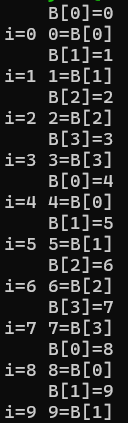 B[0]=0
i=0 0=B[0]
B[1]=1
i=1 1=B[1]
B[2]=2
i=2 2=B[2]
B[3]=3
i=3 3=B[3]
B[0]=4
i=4 4=B[0]
B[1]=5
i=5 5=B[1]
B[2]=6
i=6 6=B[2]
B[3]=7
i=7 7=B[3]
B[0]=8
i=8 8=B[0]
B[1]=9
i=9 9=B[1]